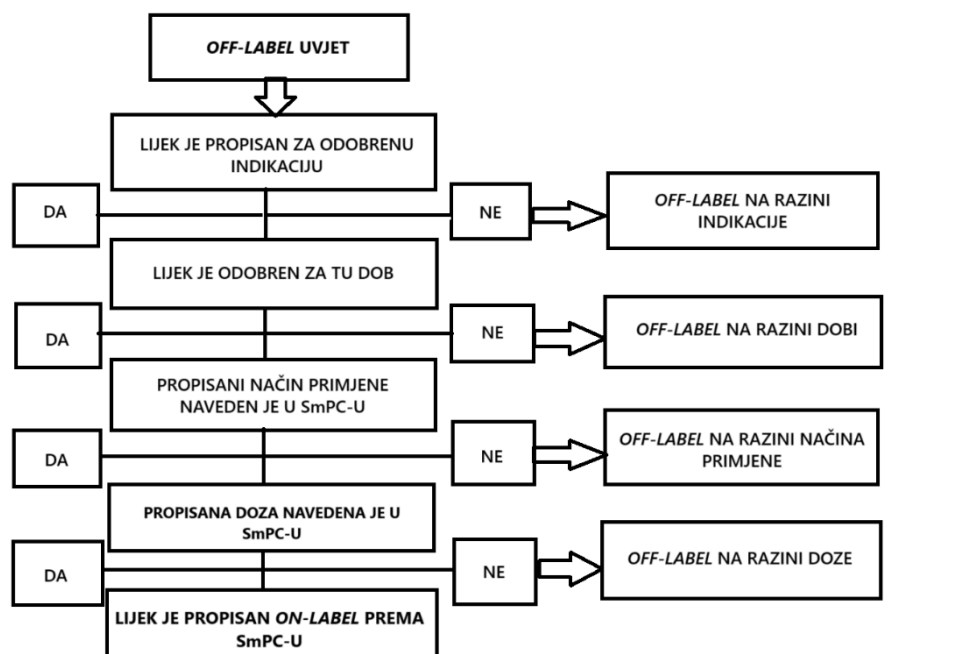 OFF-LABEL UVJET
LIJEK JE PROPISAN ZA ODOBRENU
INDIKACIJU
DA
NE
OFF-LABEL NA RAZINI
INDIKACIJE
LIJEK JE ODOBREN ZA TU DOB
DA
NE
OFF-LABEL NA RAZINI DOBI
PROPISANI NAČIN PRIMJENE
NAVEDEN JE U SmPC-U
DA
NE
OFF-LABEL NA RAZINI NAČINA
PRIMJENE
PROPISANA DOZA NAVEDENA JE U
SmPC-U
DA
NE
OFF-LABEL NA RAZINI DOZE
LIJEK JE PROPISAN ON-LABEL PREMA
SmPC-U